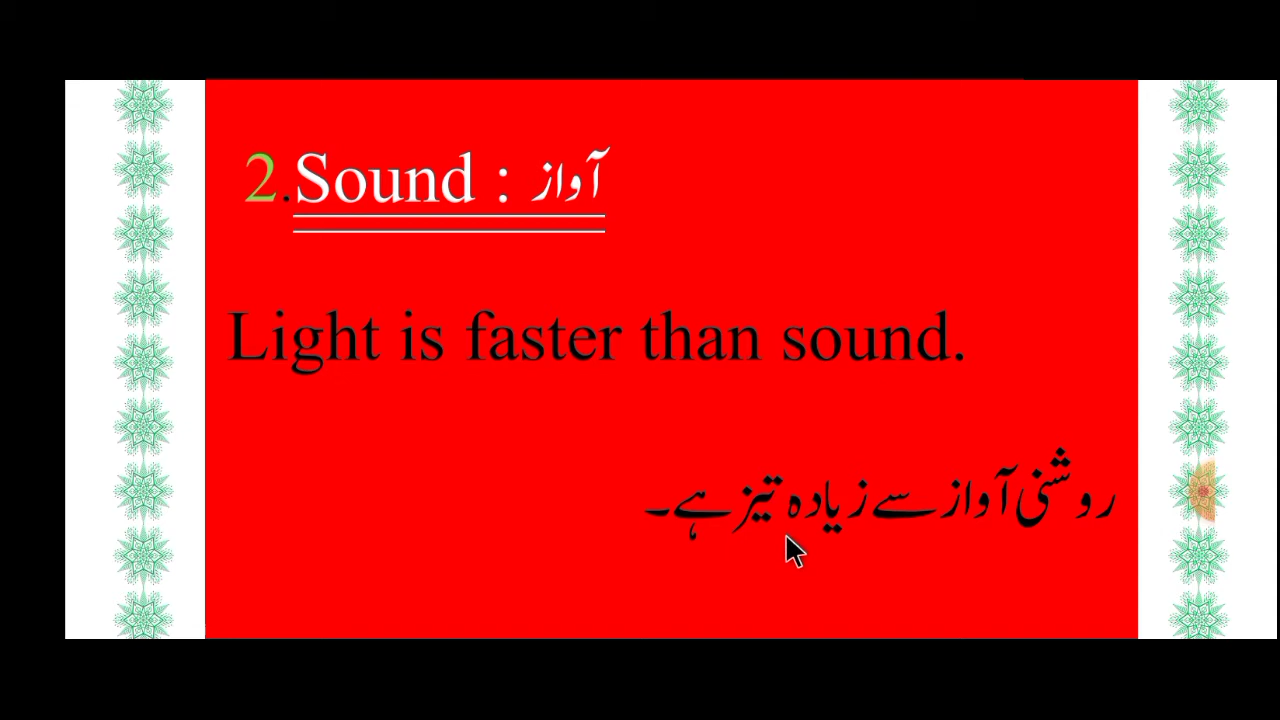 2.Sound : آواز
Light is faster than sound.
روشنی آواز سے زیادہ تیز ہے۔